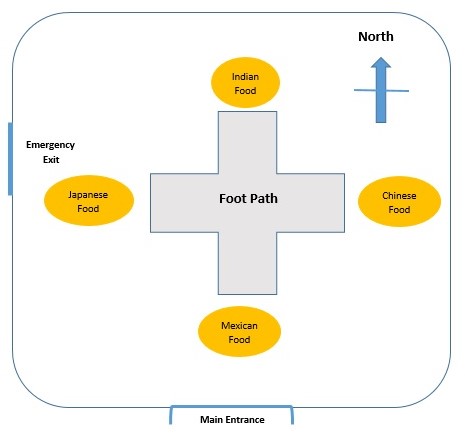 North
Indian
Food
Emergency
Exit
Japanese
Food
Foot Path
Chinese
Food
Mexican
Food
Main Entrance